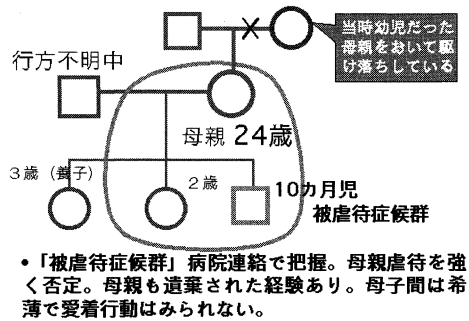 当時幼児だった
母親をおいて駆
け落ちしている
行方不明中
母親 24歳
3歳（養子）
2歳
10カ月児
被虐待症候群
•「被虐待症候群」病院連絡で把握。母親虐待を強
く否定。母親も遺棄された経験あり。母子間は希
薄で愛着行動はみられない。